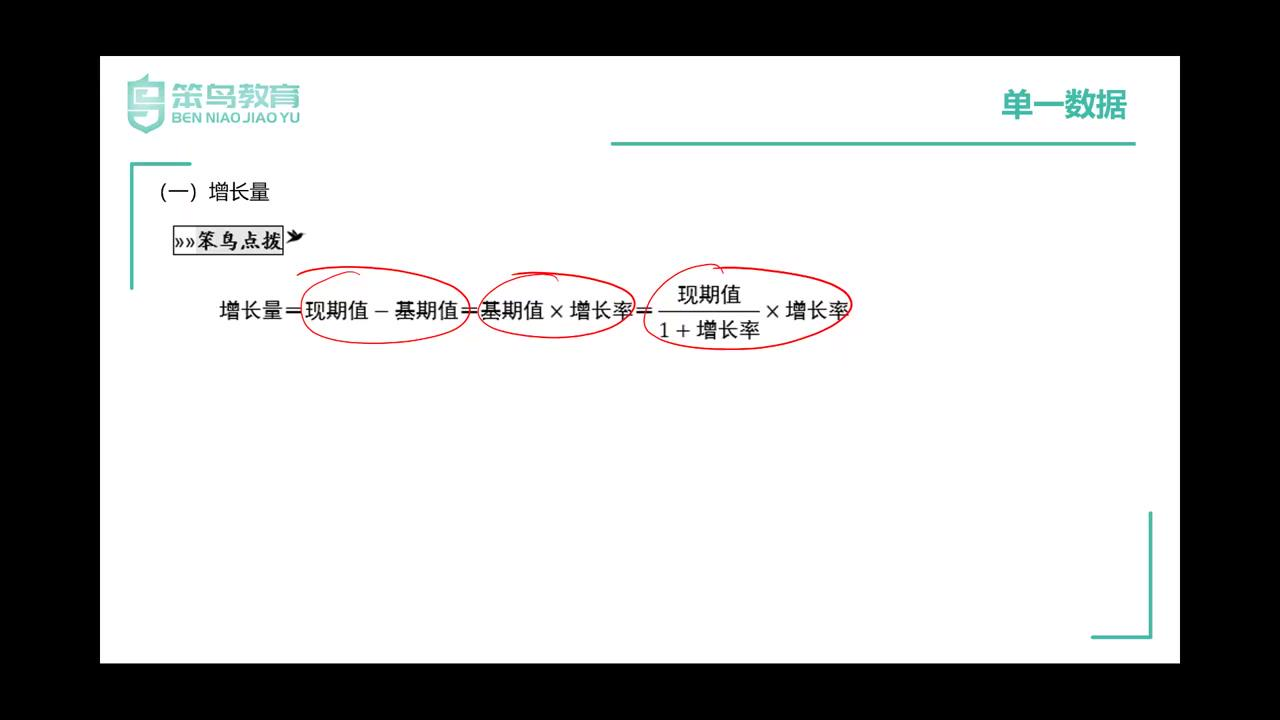 笨鸟教育
BEN NIAO JIAO YU
单一数据
（一）增长量
»»笨鸟点拨
增长量=现期值−基期值=基期值×增长率=现期值/1+增长率×增长率